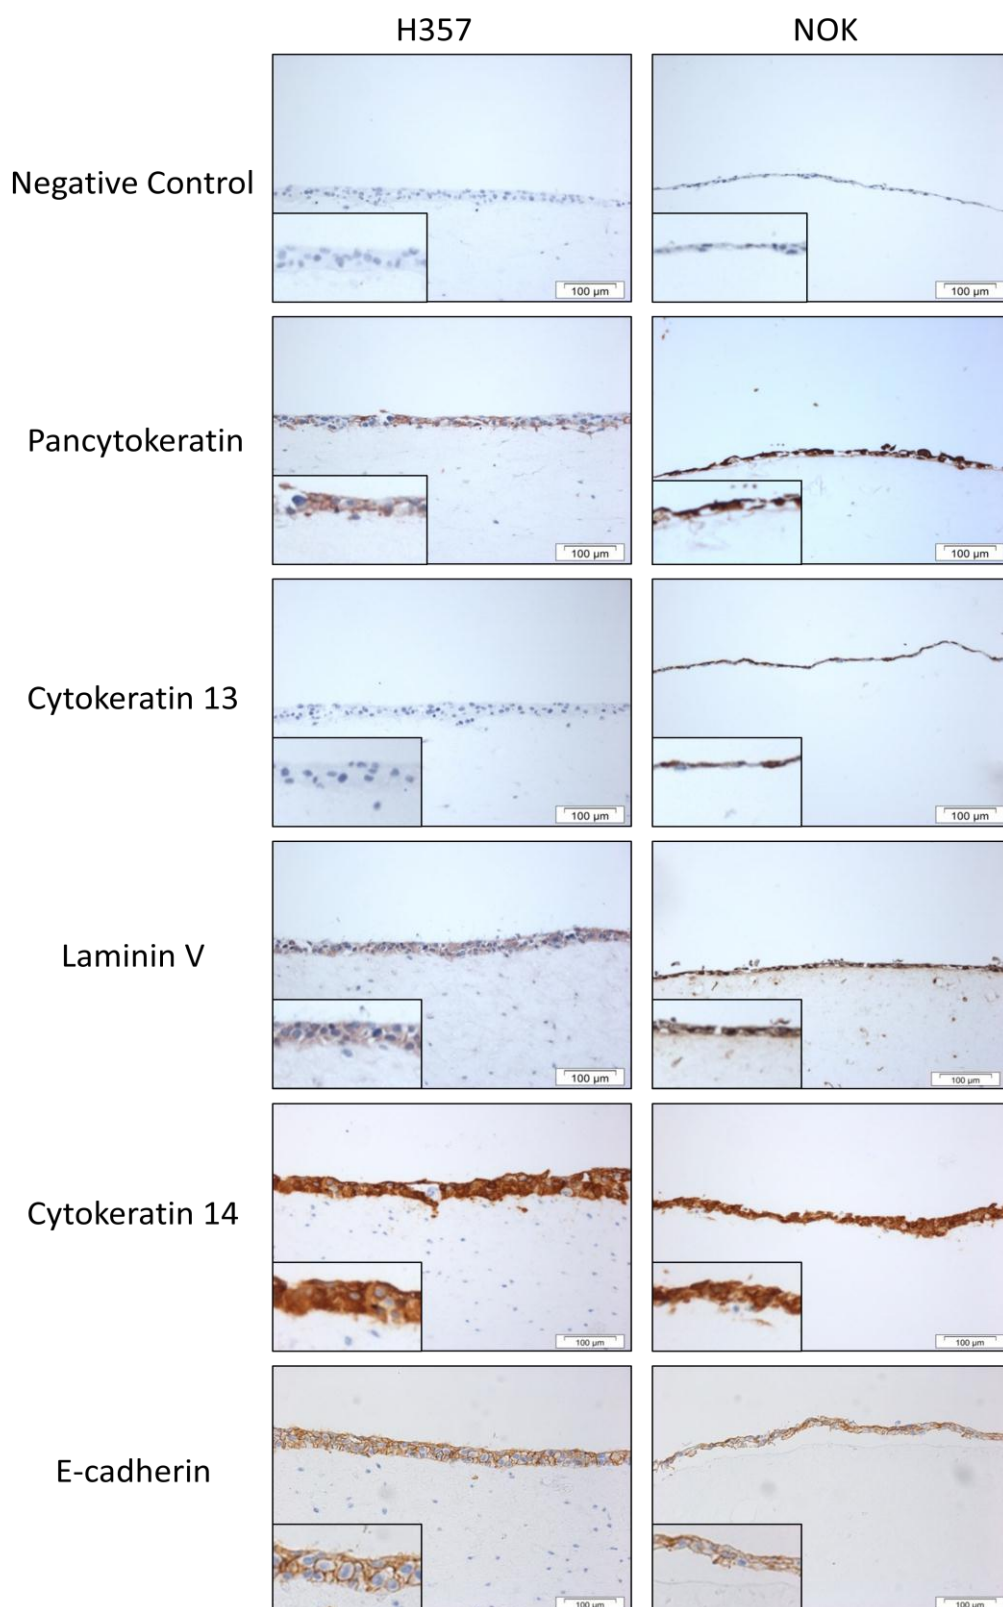 H357 NOK
Negative Control
100 µm 100 µm
Pancytokeratin
100 µm 100 µm
Cytokeratin 13
100 µm 100 µm
Laminin V
100 µm 100 µm
Cytokeratin 14
100 µm 100 µm
E-cadherin
100 µm 100 µm